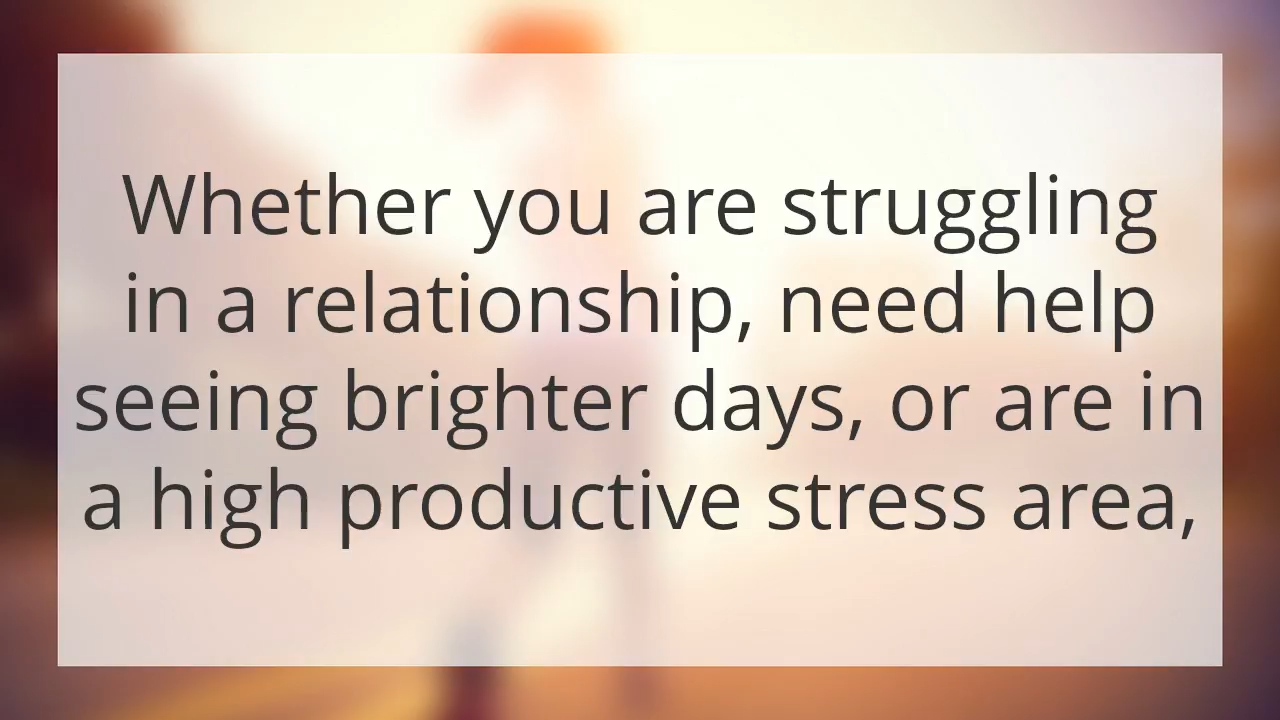 Whether you are struggling
in a relationship, need help
seeing brighter days, or are in
a high productive stress area,